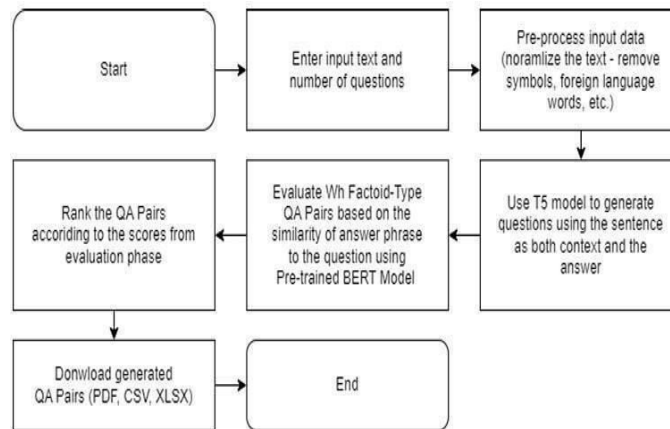 Start
Enter input text and
number of questions
Pre-process input data
(noramlize the text - remove
symbols, foreign language
words, etc.)
Use T5 model to generate
questions using the sentence
as both context and the
answer
Evaluate Wh Factoid-Type
QA Pairs based on the
similarity of answer phrase
to the question using
Pre-trained BERT Model
Rank the QA Pairs
according to the scores from
evaluation phase
Donwload generated
QA Pairs (PDF, CSV, XLSX)
End